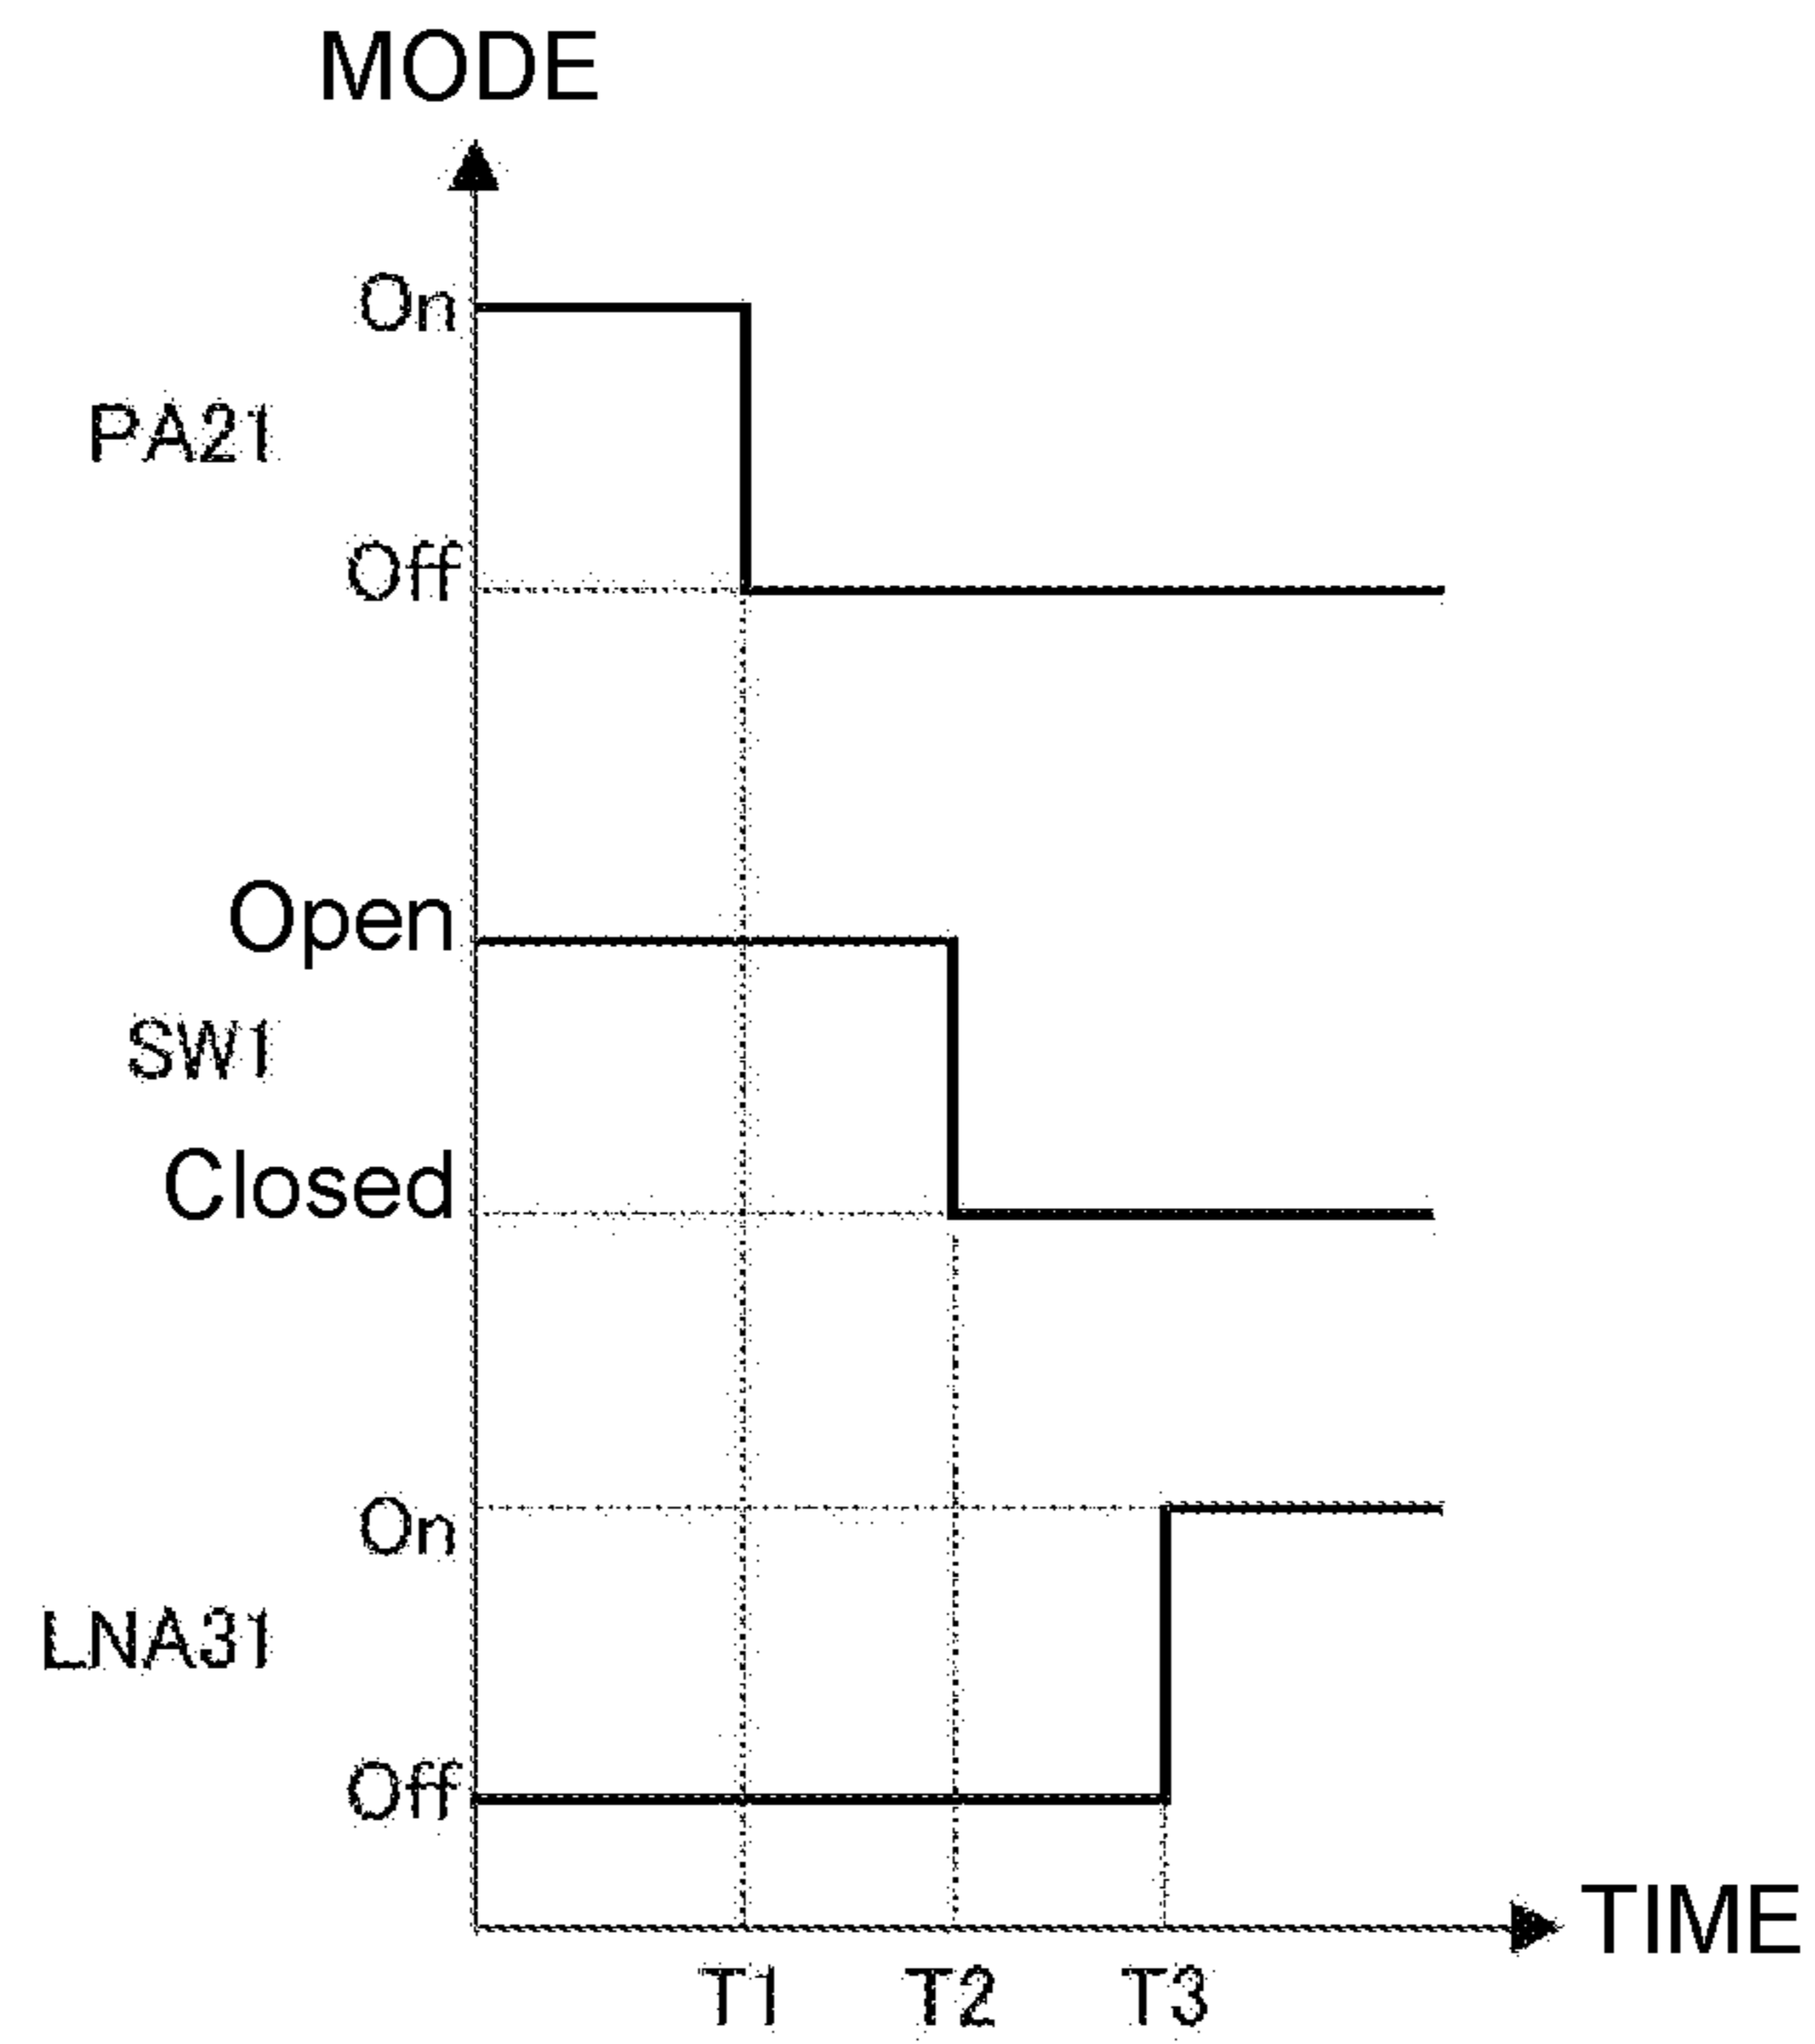 MODE
On
PA21
Off
Open
SW1
Closed
On
LNA31
Off
TIME
T1 T2 T3